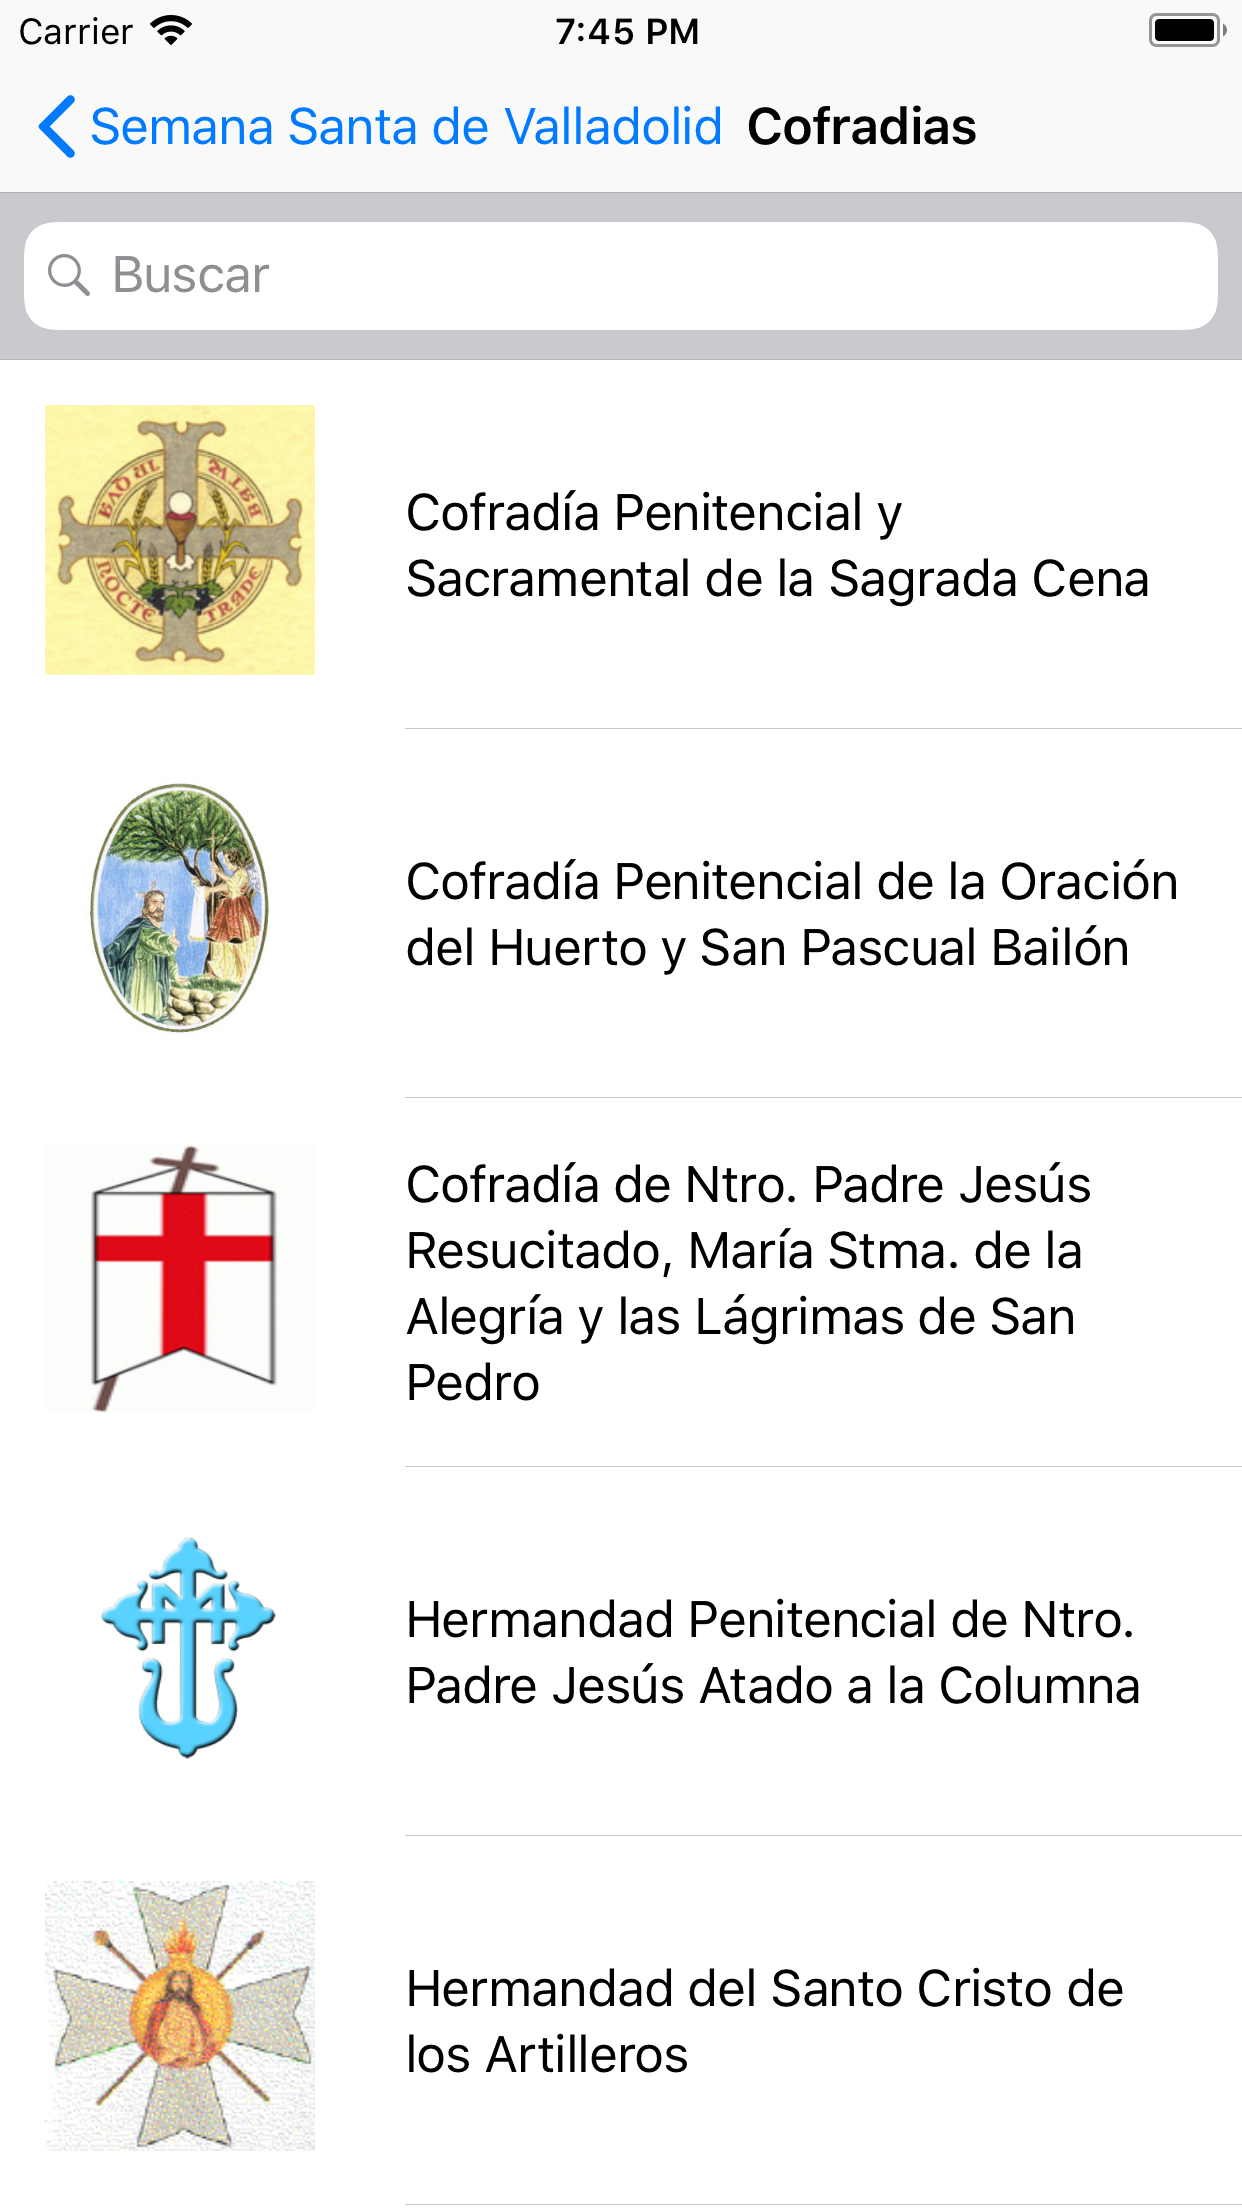 Carrier 7:45 PM
Semana Santa de Valladolid Cofradias
Buscar
NOCTE
Cofradía Penitencial y
Sacramental de la Sagrada Cena
Cofradía Penitencial de la Oración
del Huerto y San Pascual Bailón
Cofradía de Ntro. Padre Jesús
Resucitado, María Stma. de la
Alegría y las Lágrimas de San
Pedro
Hermandad Penitencial de Ntro.
Padre Jesús Atado a la Columna
Hermandad del Santo Cristo de
los Artilleros